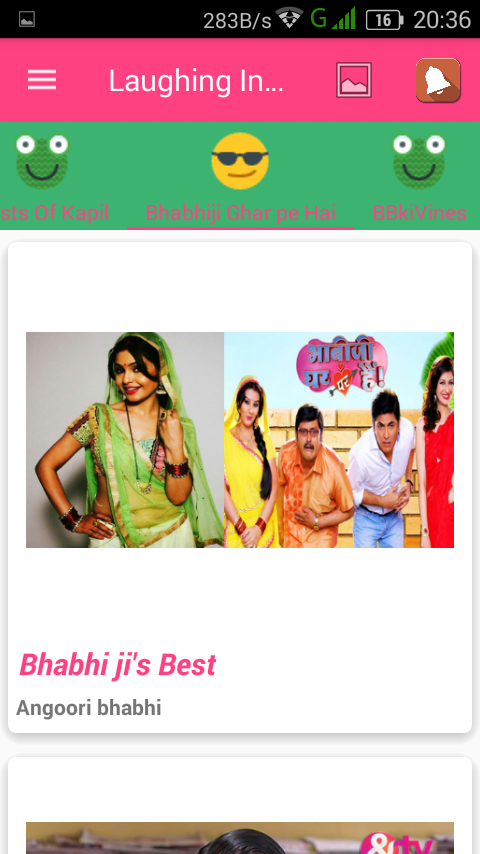 283B/s G 16 20:36
Laughing In...
sts Of Kapil Bhabhiji Ghar pe Hai BBkiVines
भाबीजी
घर पर हैं!
Bhabhi ji's Best
Angoori bhabhi
&tv